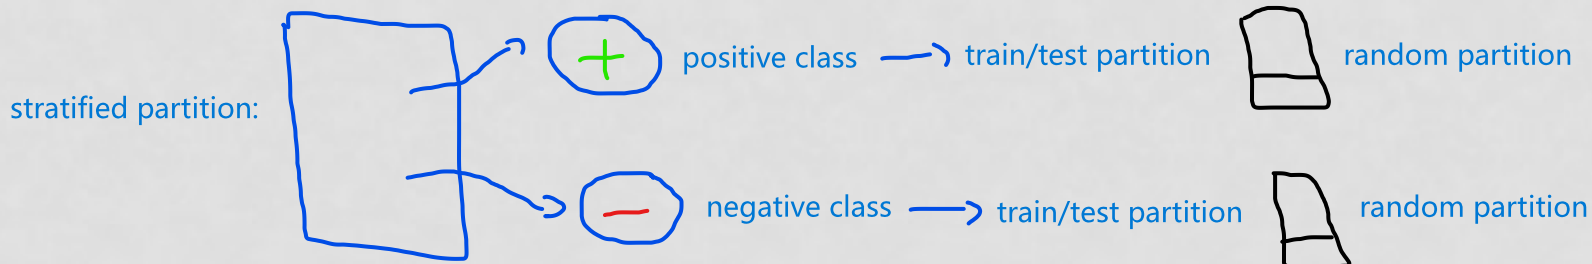 stratified partition:
+ positive class train/test partition random partition
− negative class train/test partition random partition